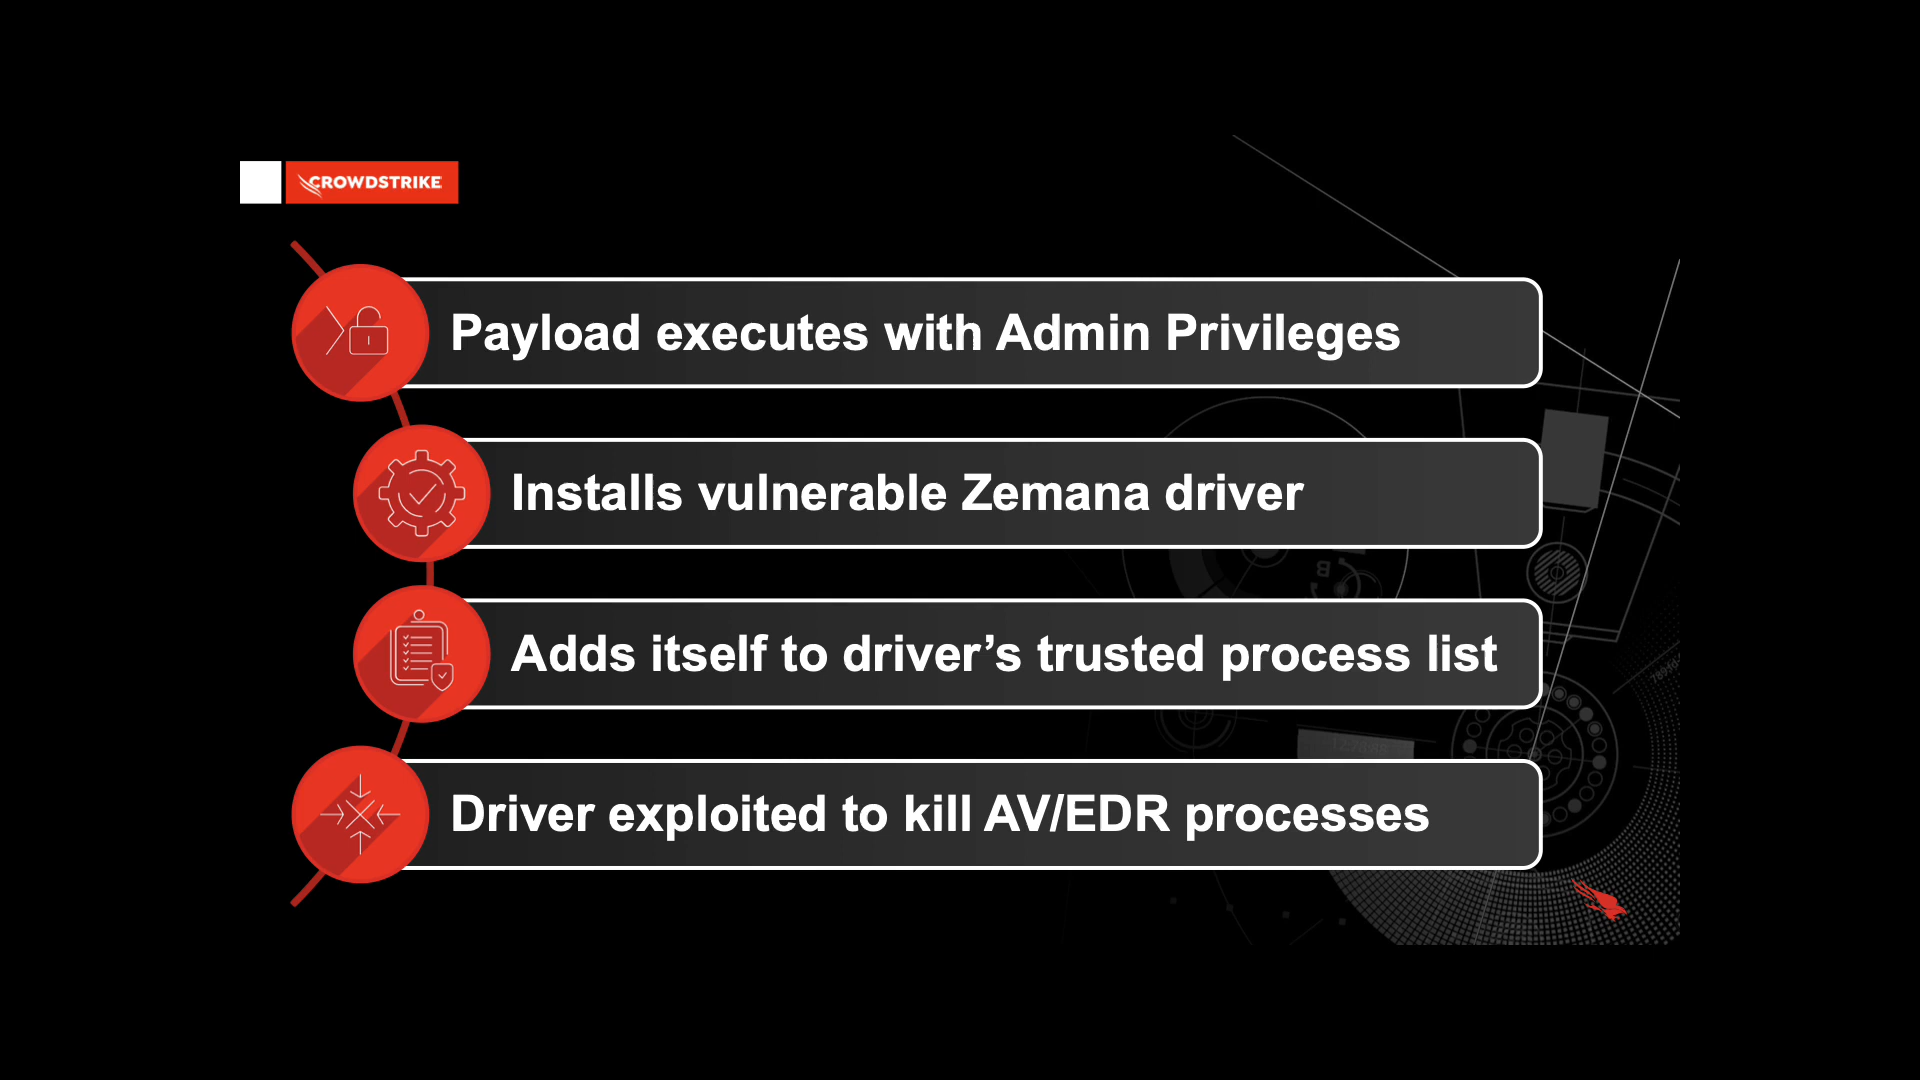 CROWDSTRIKE
Payload executes with Admin Privileges
Installs vulnerable Zemana driver
Adds itself to driver’s trusted process list
Driver exploited to kill AV/EDR processes